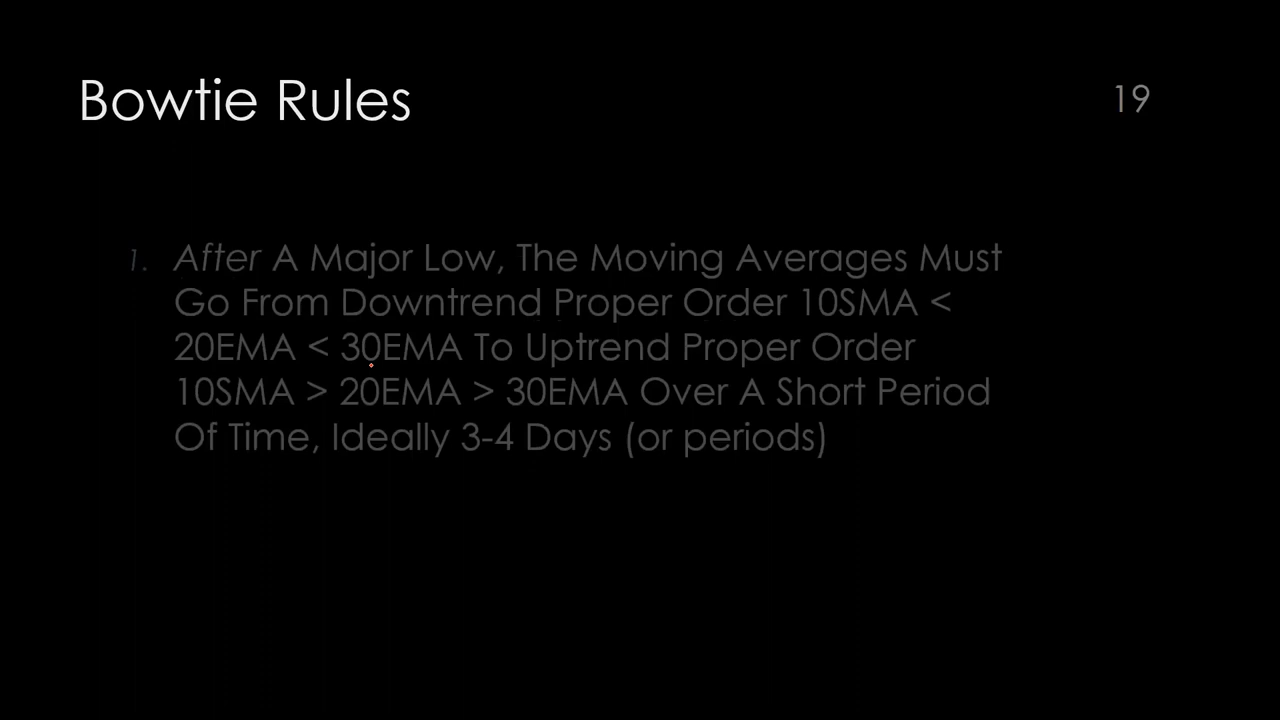 Bowtie Rules
19
1. After A Major Low, The Moving Averages Must
Go From Downtrend Proper Order 10SMA <
20EMA < 30EMA To Uptrend Proper Order
10SMA > 20EMA > 30EMA Over A Short Period
Of Time, Ideally 3-4 Days (or periods)